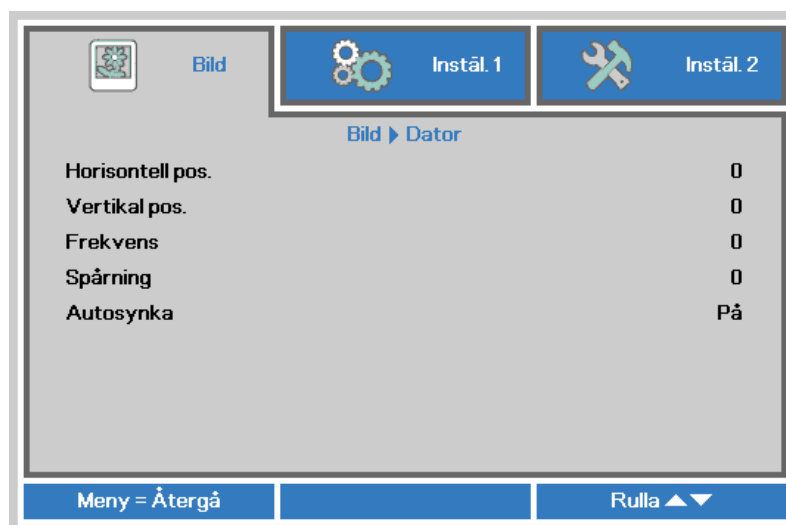 Bild
Instäl. 1
Instäl. 2
Bild ▶ Dator
Horisontell pos. 0
Vertikal pos. 0
Frekvens 0
Spårning 0
Autosynka På
Meny = Återgå
Rulla ▲▼